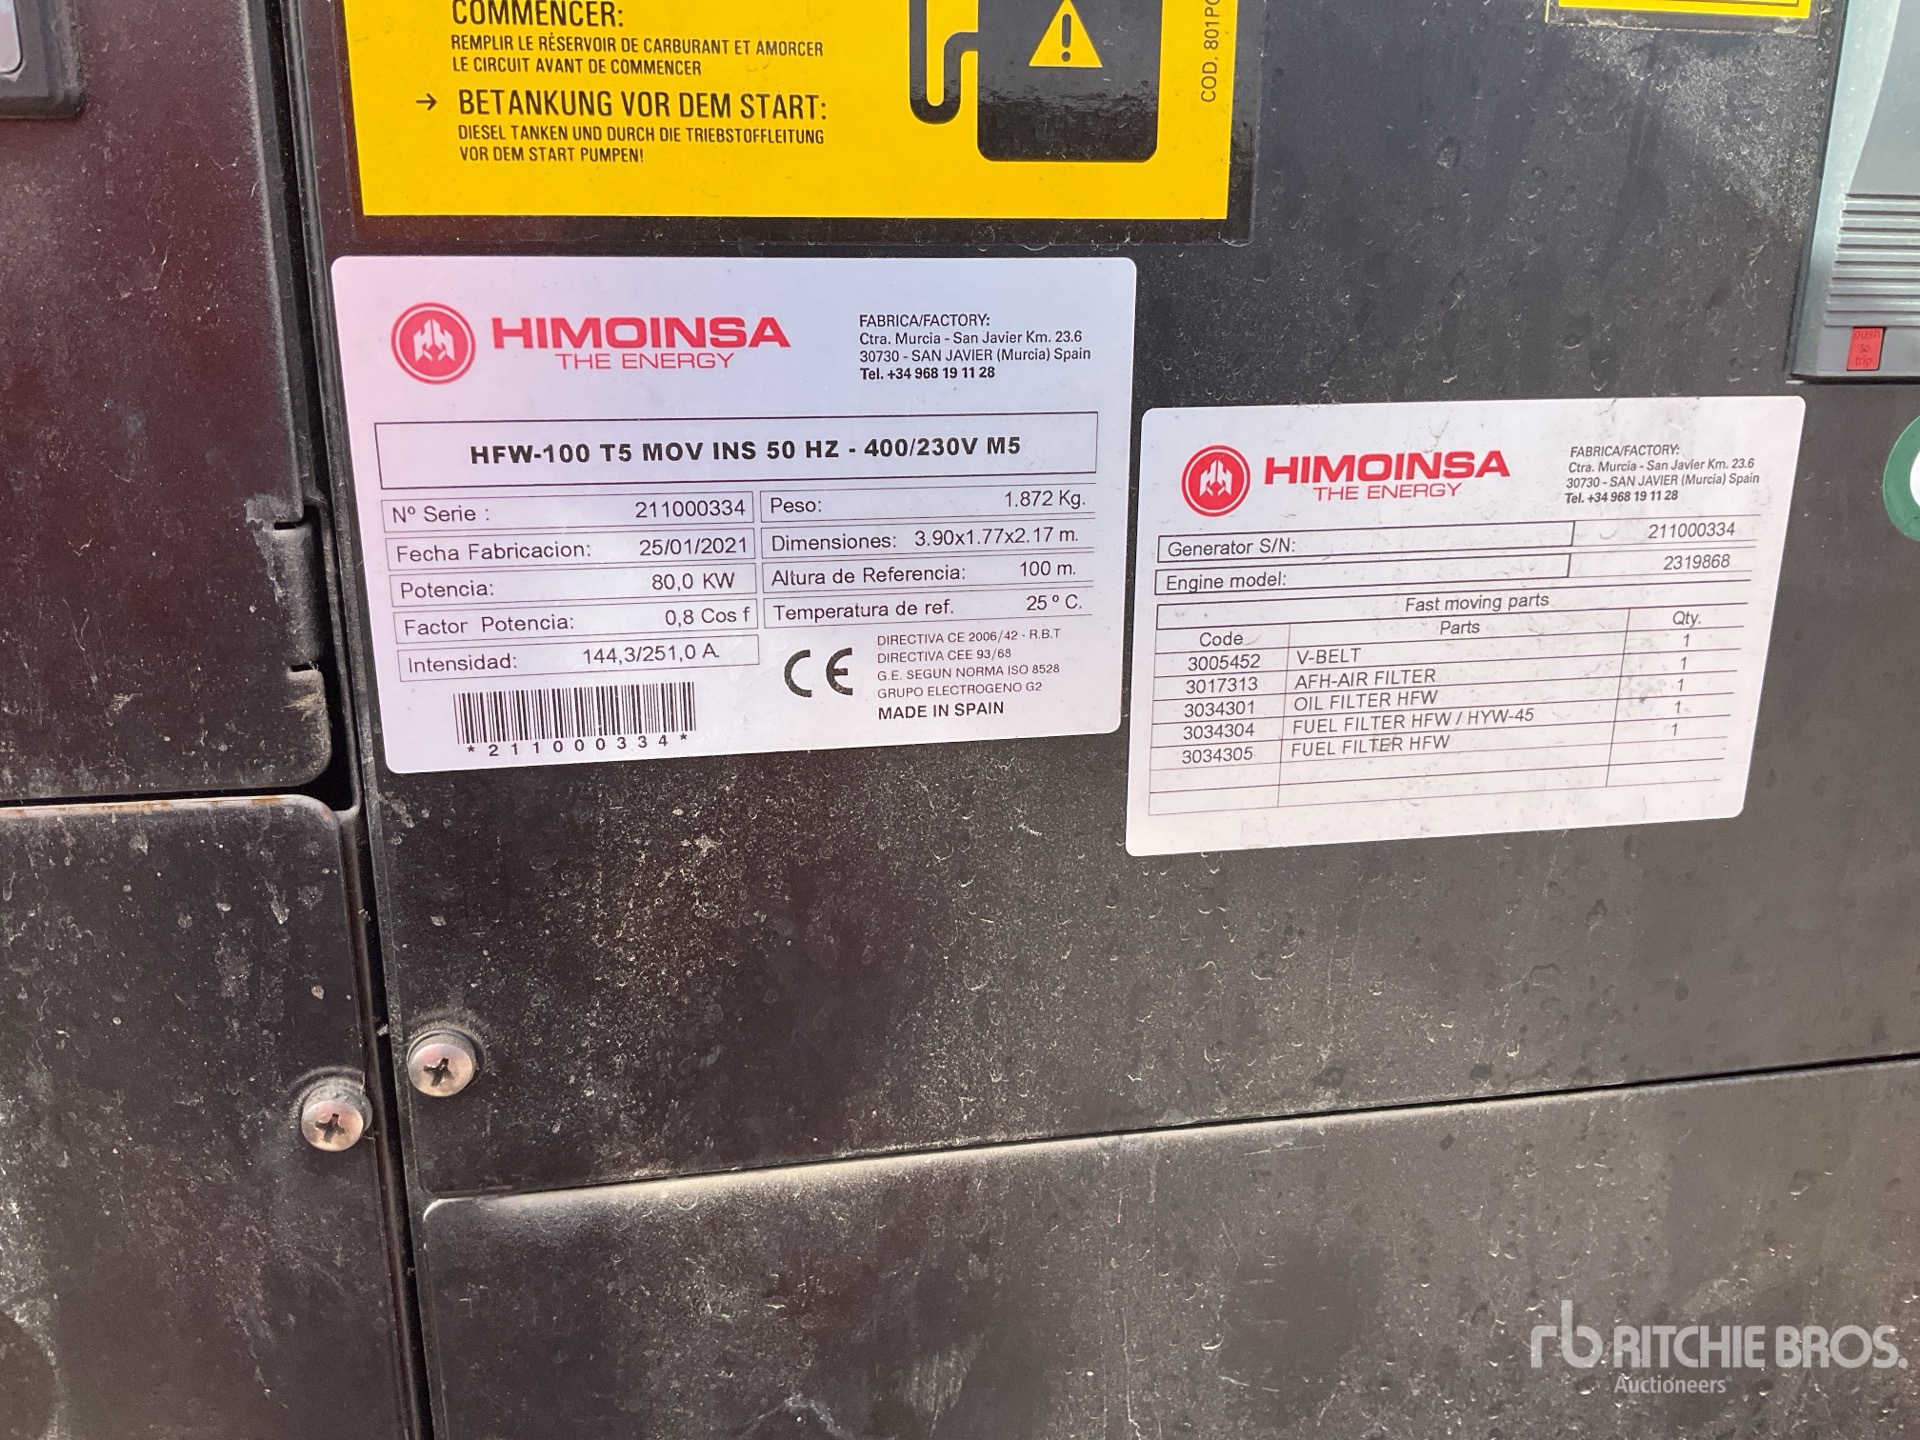 COMMENCER:
REMPLIR LE RÉSERVOIR DE CARBURANT ET AMORCER
LE CIRCUIT AVANT DE COMMENCER
→ BETANKUNG VOR DEM START:
DIESEL TANKEN UND DURCH DIE TRIEBSTOFFLEITUNG
VOR DEM START PUMPEN!
COD. 801PO
push
to
trip
HIMOINSA
THE ENERGY
FABRICA/FACTORY:
Ctra. Murcia - San Javier Km. 23.6
30730 - SAN JAVIER (Murcia) Spain
Tel. +34 968 19 11 28
HFW-100 T5 MOV INS 50 HZ - 400/230V M5
Nº Serie : 211000334
Fecha Fabricacion: 25/01/2021
Potencia: 80,0 KW
Factor Potencia: 0,8 Cos f
Intensidad: 144,3/251,0 A
Peso: 1.872 Kg.
Dimensiones: 3.90x1.77x2.17 m.
Altura de Referencia: 100 m.
Temperatura de ref. 25 º C.
*211000334*
CE
DIRECTIVA CE 2006/42 - R.B.T
DIRECTIVA CEE 93/68
G.E. SEGUN NORMA ISO 8528
GRUPO ELECTROGENO G2
MADE IN SPAIN
HIMOINSA
THE ENERGY
FABRICA/FACTORY:
Ctra. Murcia - San Javier Km. 23.6
30730 - SAN JAVIER (Murcia) Spain
Tel. +34 968 19 11 28
Generator S/N: 211000334
Engine model: 2319868
Fast moving parts
Code Parts Qty.
3005452 V-BELT 1
3017313 AFH-AIR FILTER 1
3034301 OIL FILTER HFW 1
3034304 FUEL FILTER HFW / HYW-45 1
3034305 FUEL FILTER HFW 1
rb RITCHIE BROS.
Auctioneers